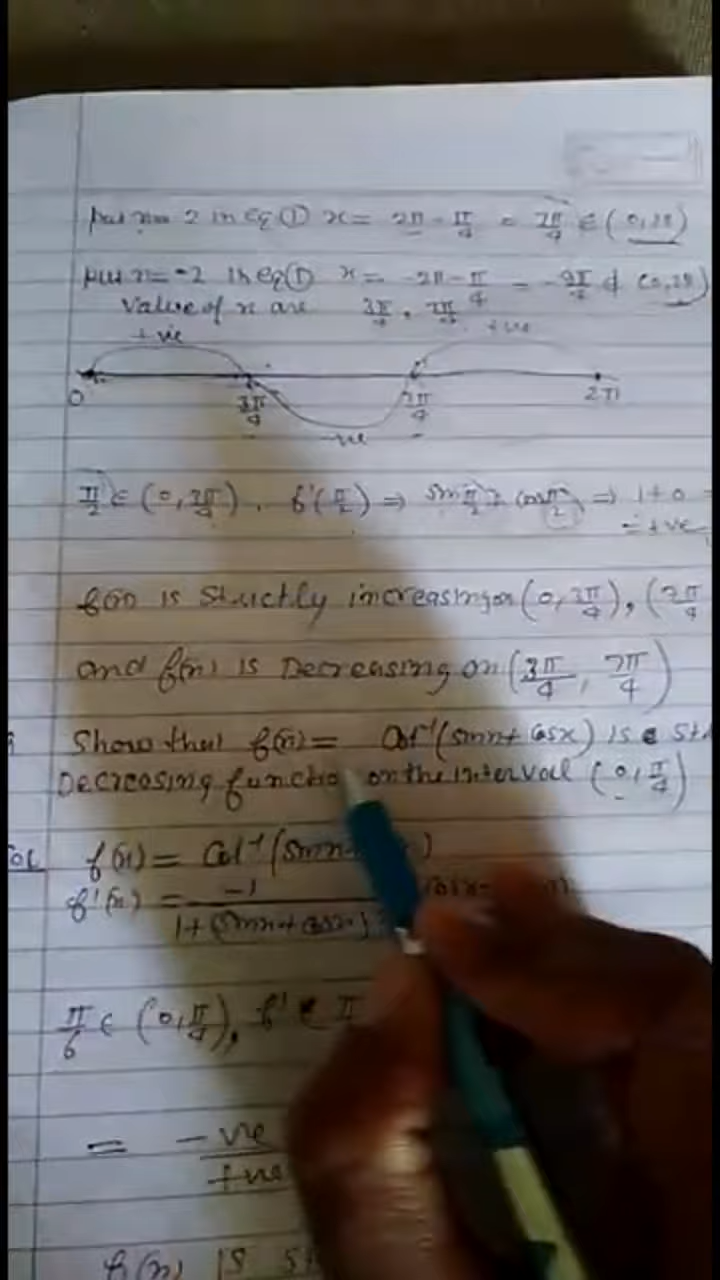 put n= 2 in eq ① x = 2π - π/4 = 7π/4 ∈ (0,2π)
put n= -2 in eq ① x = -2π - π/4 = -9π/4 ∉ (0,2π)
Value of x are 3π/4 , 7π/4
+ve +ve
0 3π/4 7π/4 2π
-ve
π/2 ∈ (0, 3π/4) . f'(π/2) => sin π/2 + cos π/2 => 1+0 =
= +ve
f(x) is Strictly increasing on (0, 3π/4), (7π/4
and f(x) is Decreasing on (3π/4, 7π/4)
Show that f(x) = Cot⁻¹(sinx + cosx) is
Decreasing function on the interval (0, π/4)
Sol f(x) = Cot⁻¹(sinx
f'(x) = -1/1+(sinx+cosx)
π/6 ∈ (0, π/4), f' π
= -ve/+ve
f(x) is st